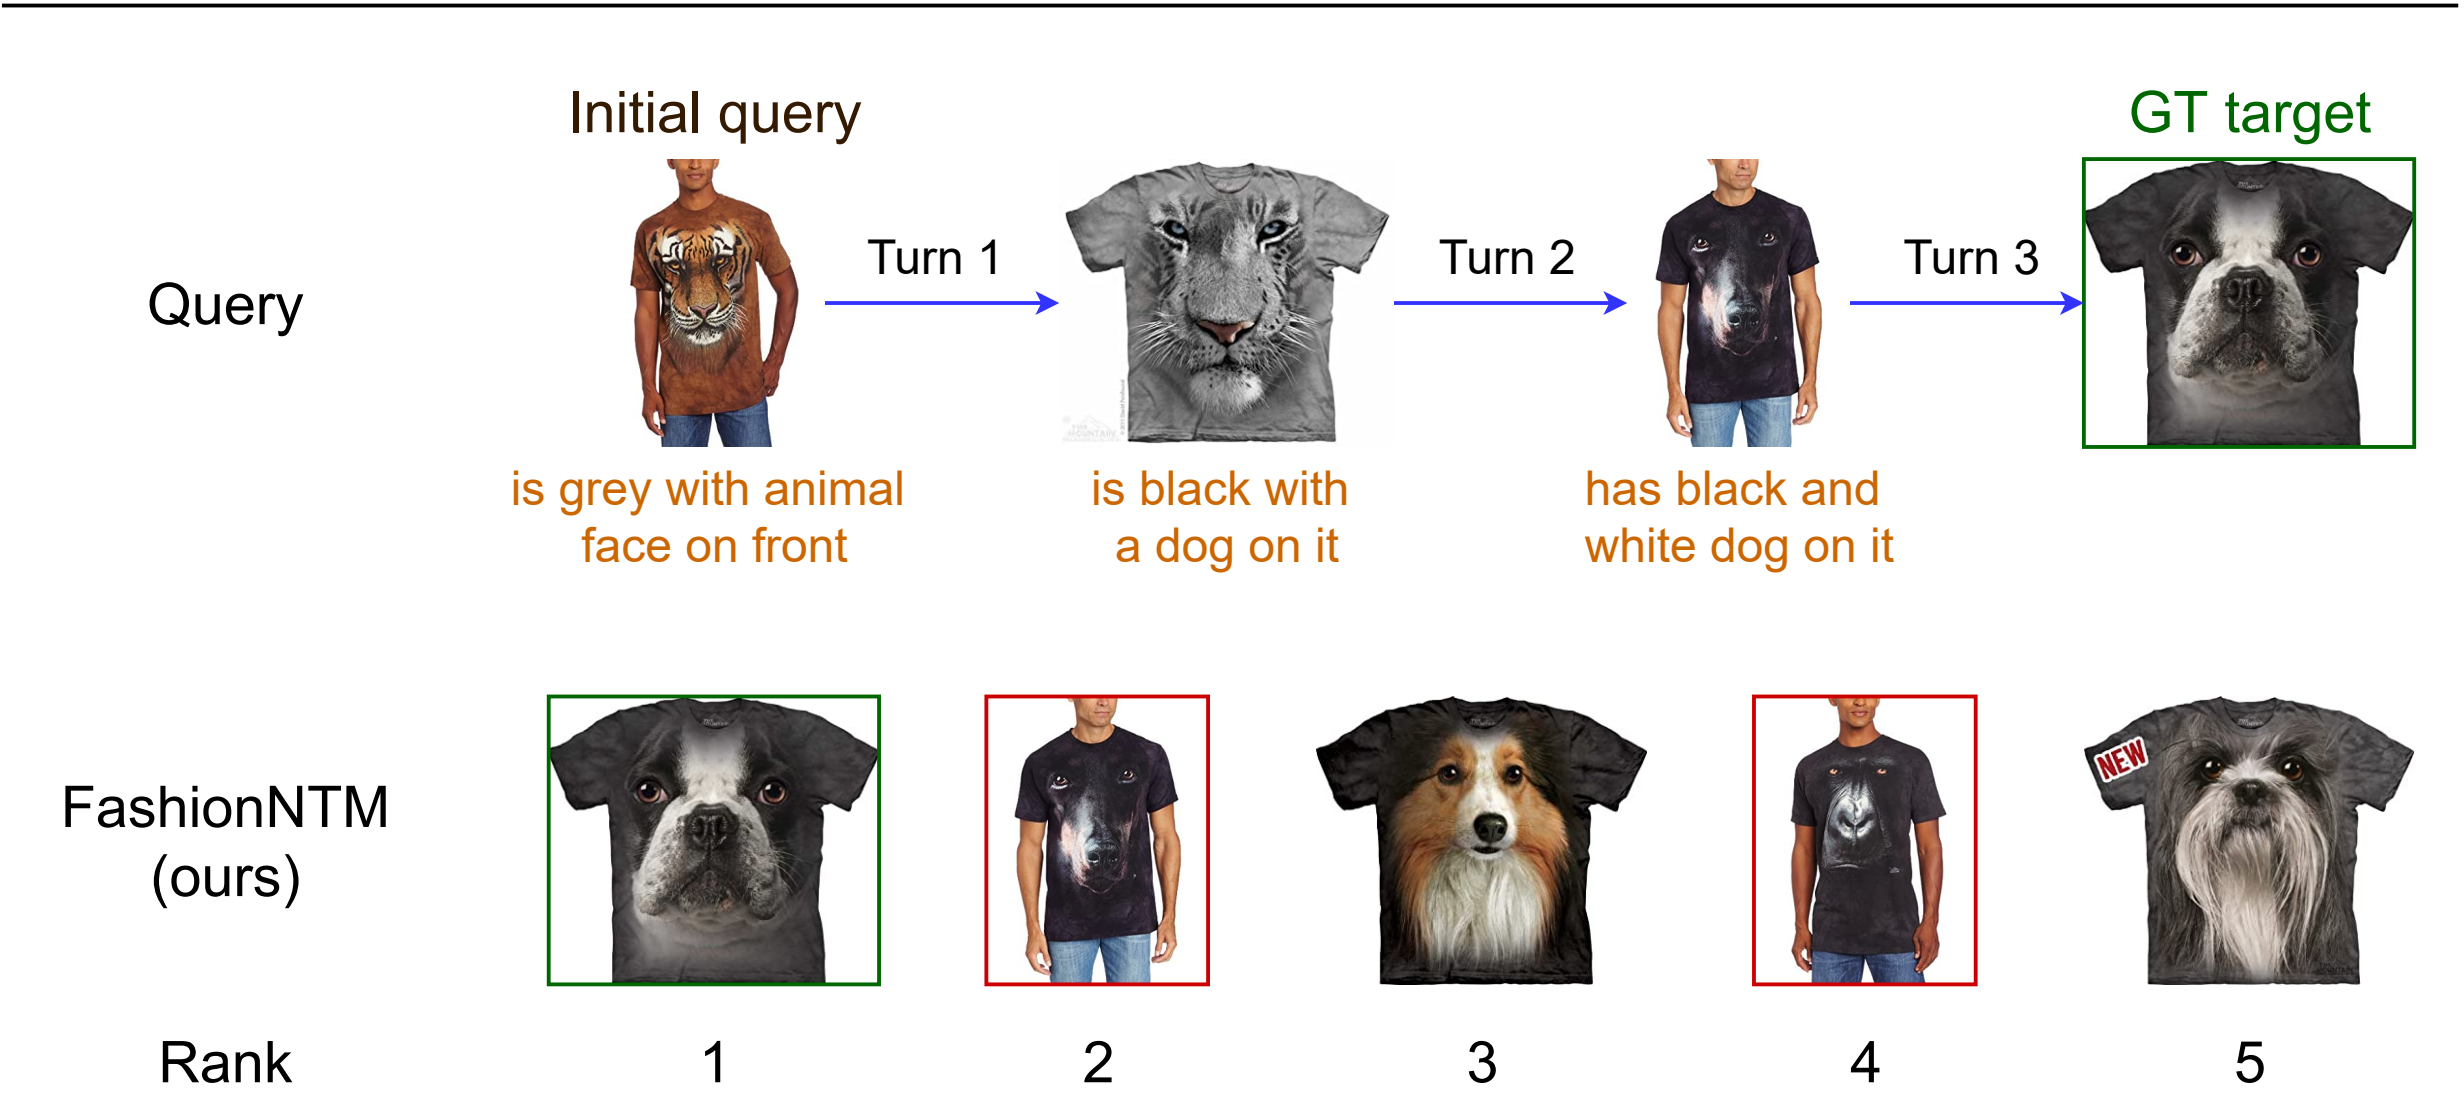 Initial query
GT target
Query
Turn 1
Turn 2
Turn 3
is grey with animal
face on front
is black with
a dog on it
has black and
white dog on it
FashionNTM
(ours)
NEW
Rank
1
2
3
4
5